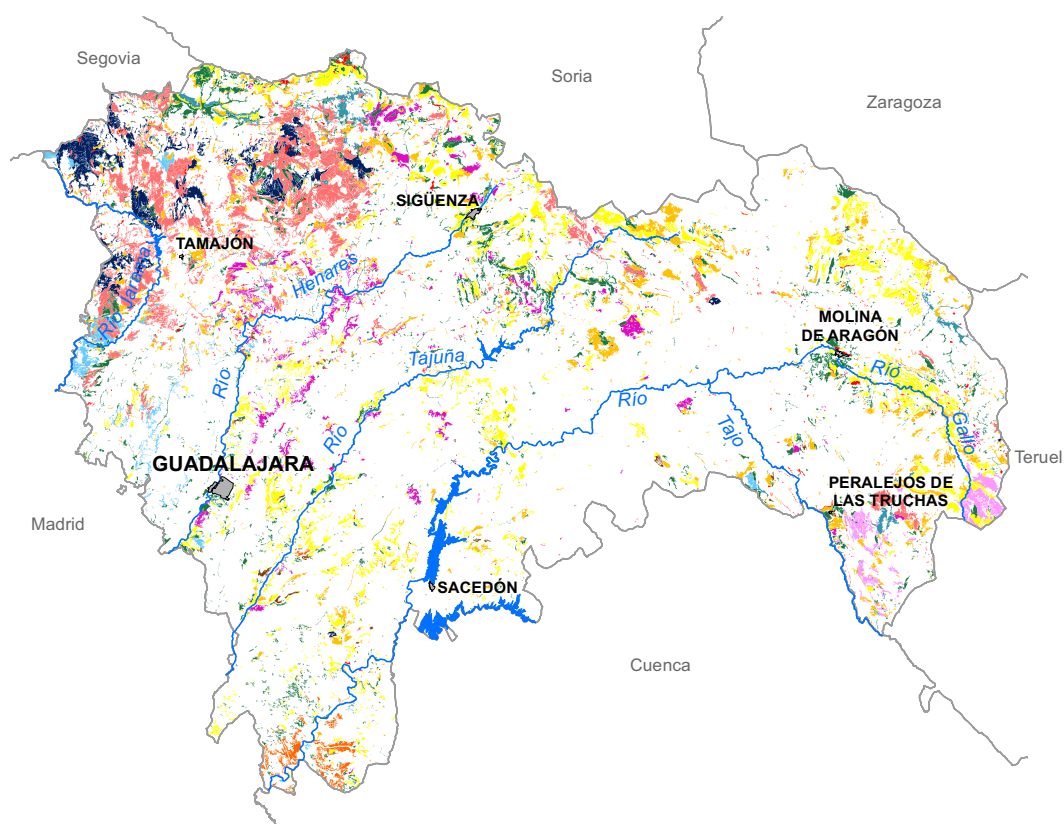 Segovia
Soria
Zaragoza
SIGÜENZA
TAMAJÓN
Henares
Río Jarama
MOLINA
DE ARAGÓN
Tajuña
Río
Río
Río
Río
Gallo
Tajo
GUADALAJARA
Teruel
PERALEJOS DE
LAS TRUCHAS
Madrid
SACEDÓN
Cuenca